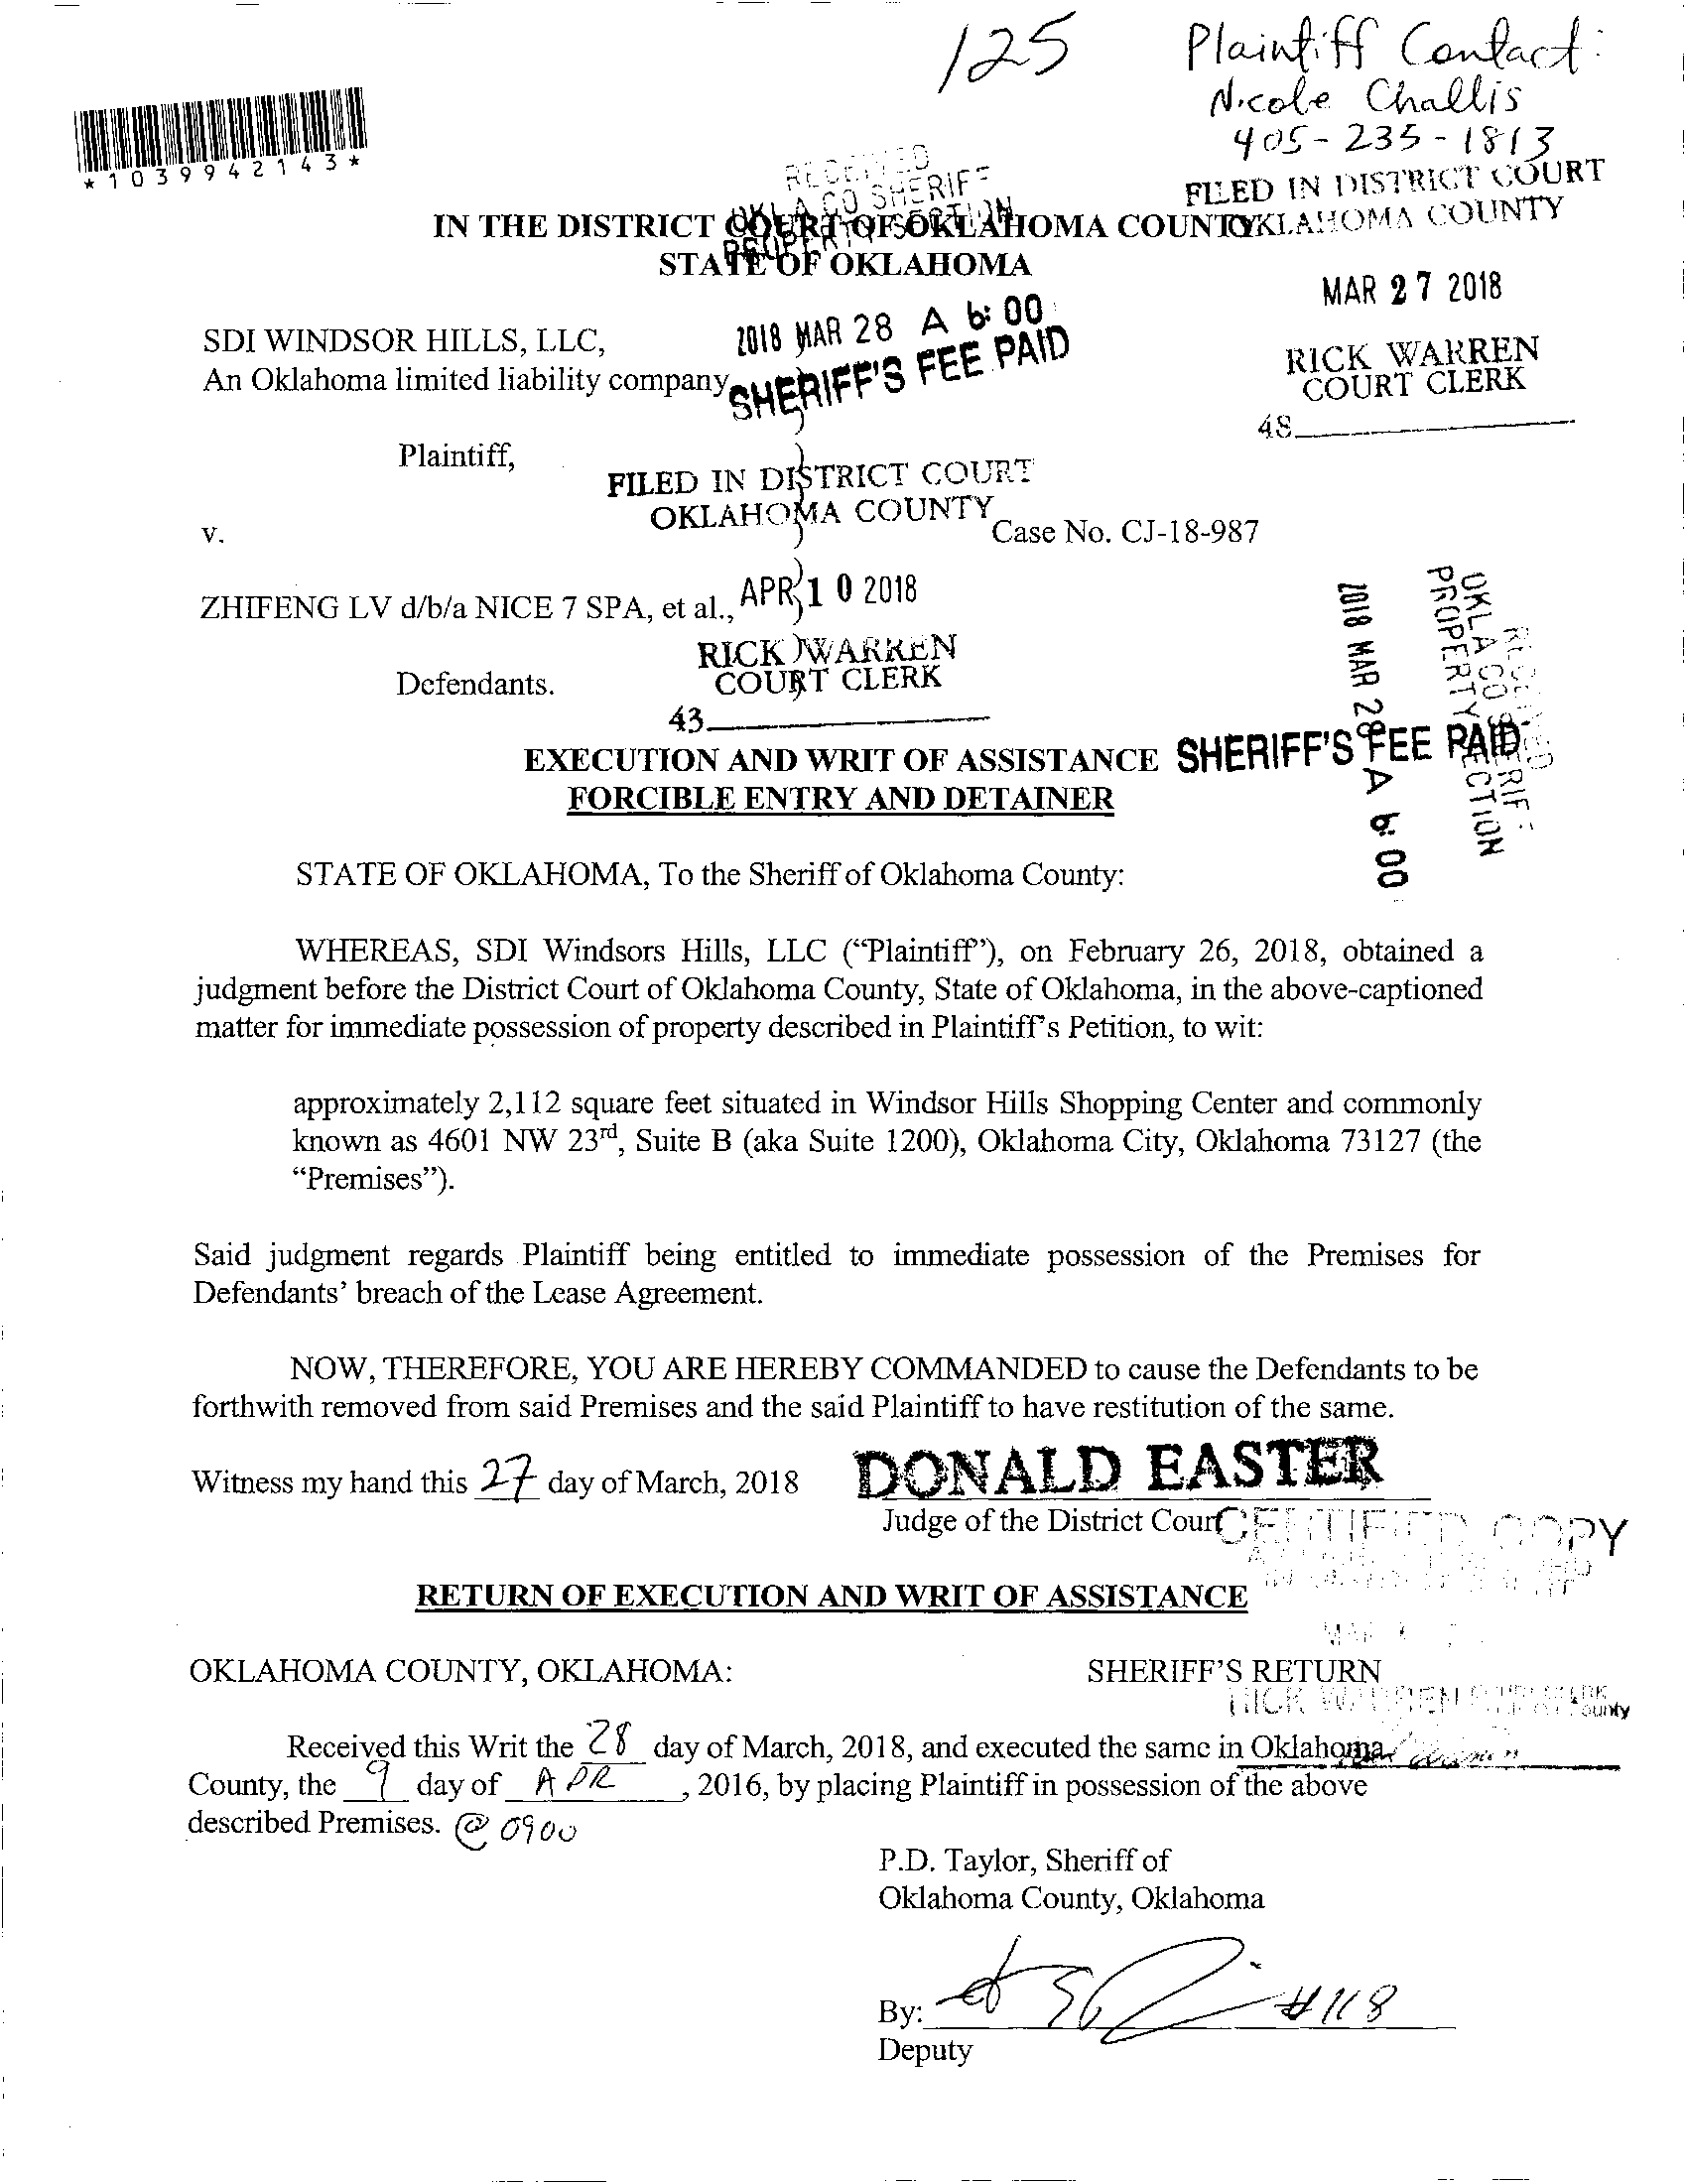 125
Plaintiff Contact:
Nicole Challis
405-235-1813
*1039942143*
RECEIVED
OKLA CO SHERIFF
PROPERTY SECTION
FILED IN DISTRICT COURT
OKLAHOMA COUNTY
IN THE DISTRICT COURT OF OKLAHOMA COUNTY
STATE OF OKLAHOMA
MAR 27 2018
2018 MAR 28 A 6:00
SHERIFF'S FEE PAID
RICK WARREN
COURT CLERK
48
SDI WINDSOR HILLS, LLC,
An Oklahoma limited liability company
Plaintiff,
FILED IN DISTRICT COURT
OKLAHOMA COUNTY
v.
Case No. CJ-18-987
APR 10 2018
ZHIFENG LV d/b/a NICE 7 SPA, et al.,
RICK WARREN
COURT CLERK
43
Defendants.
RECEIVED
OKLA CO SHERIFF
PROPERTY SECTION
2018 MAR 28 A 6:00
EXECUTION AND WRIT OF ASSISTANCE
SHERIFF'S FEE PAID
FORCIBLE ENTRY AND DETAINER
STATE OF OKLAHOMA, To the Sheriff of Oklahoma County:
WHEREAS, SDI Windsors Hills, LLC (“Plaintiff”), on February 26, 2018, obtained a
judgment before the District Court of Oklahoma County, State of Oklahoma, in the above-captioned
matter for immediate possession of property described in Plaintiff's Petition, to wit:
approximately 2,112 square feet situated in Windsor Hills Shopping Center and commonly
known as 4601 NW 23rd, Suite B (aka Suite 1200), Oklahoma City, Oklahoma 73127 (the
“Premises”).
Said judgment regards Plaintiff being entitled to immediate possession of the Premises for
Defendants’ breach of the Lease Agreement.
NOW, THEREFORE, YOU ARE HEREBY COMMANDED to cause the Defendants to be
forthwith removed from said Premises and the said Plaintiff to have restitution of the same.
Witness my hand this 27 day of March, 2018
DONALD EASTER
Judge of the District Court
CERTIFIED COPY
RETURN OF EXECUTION AND WRIT OF ASSISTANCE
MAR
OKLAHOMA COUNTY, OKLAHOMA:
SHERIFF'S RETURN
RICK WARREN COURT CLERK
County
Received this Writ the 28 day of March, 2018, and executed the same in Oklahoma
County, the 9 day of APR, 2016, by placing Plaintiff in possession of the above
described Premises. @ 0900
P.D. Taylor, Sheriff of
Oklahoma County, Oklahoma
By: #118
Deputy